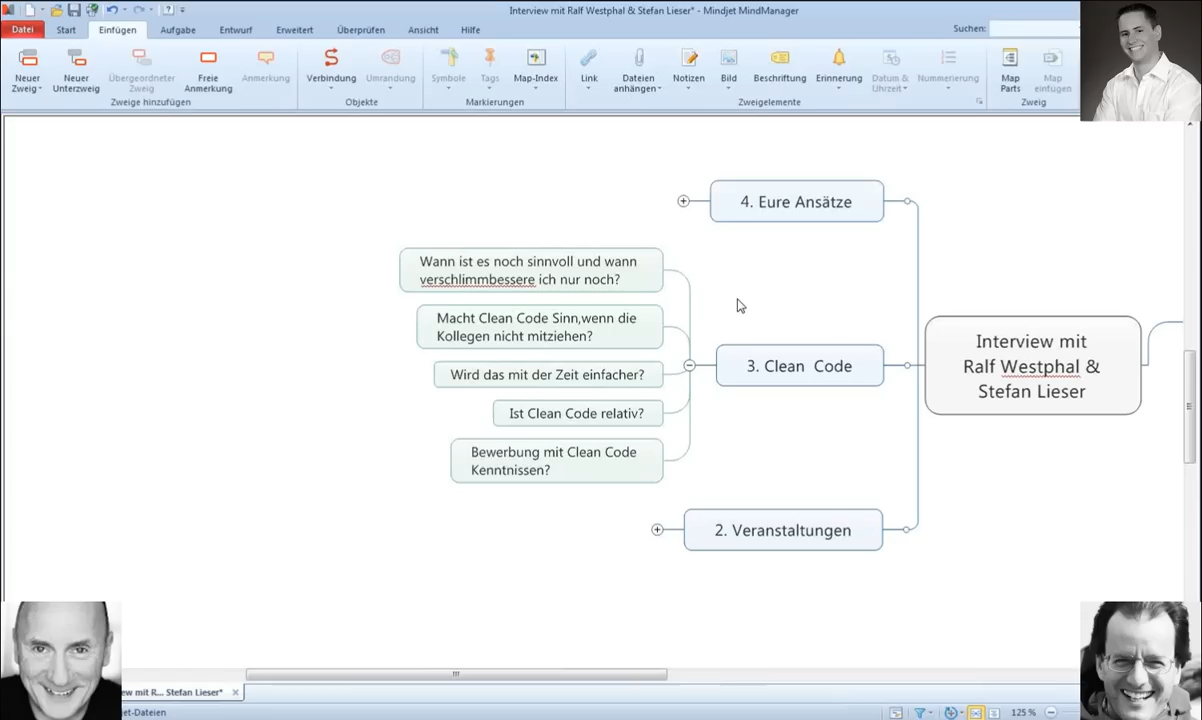 Interview mit Ralf Westphal & Stefan Lieser* - Mindjet MindManager
Datei Start Einfügen Aufgabe Entwurf Erweitert Überprüfen Ansicht Hilfe Suchen:
Neuer Zweig
Neuer Unterzweig
Übergeordneter Zweig
Freie Anmerkung
Anmerkung
Verbindung
Umrandung
Symbole
Tags
Map-Index
Link
Dateien anhängen
Notizen
Bild
Beschriftung
Erinnerung
Datum & Uhrzeit
Nummerierung
Map Parts
Map einfügen
Zweige hinzufügen Objekte Markierungen Zweigelemente Zweig
4. Eure Ansätze
Wann ist es noch sinnvoll und wann
verschlimmbessere ich nur noch?
Macht Clean Code Sinn,wenn die
Kollegen nicht mitziehen?
Wird das mit der Zeit einfacher?
Ist Clean Code relativ?
Bewerbung mit Clean Code
Kenntnissen?
3. Clean  Code
Interview mit
Ralf Westphal &
Stefan Lieser
2. Veranstaltungen
ew mit R... Stefan Lieser*
et-Dateien
125 %